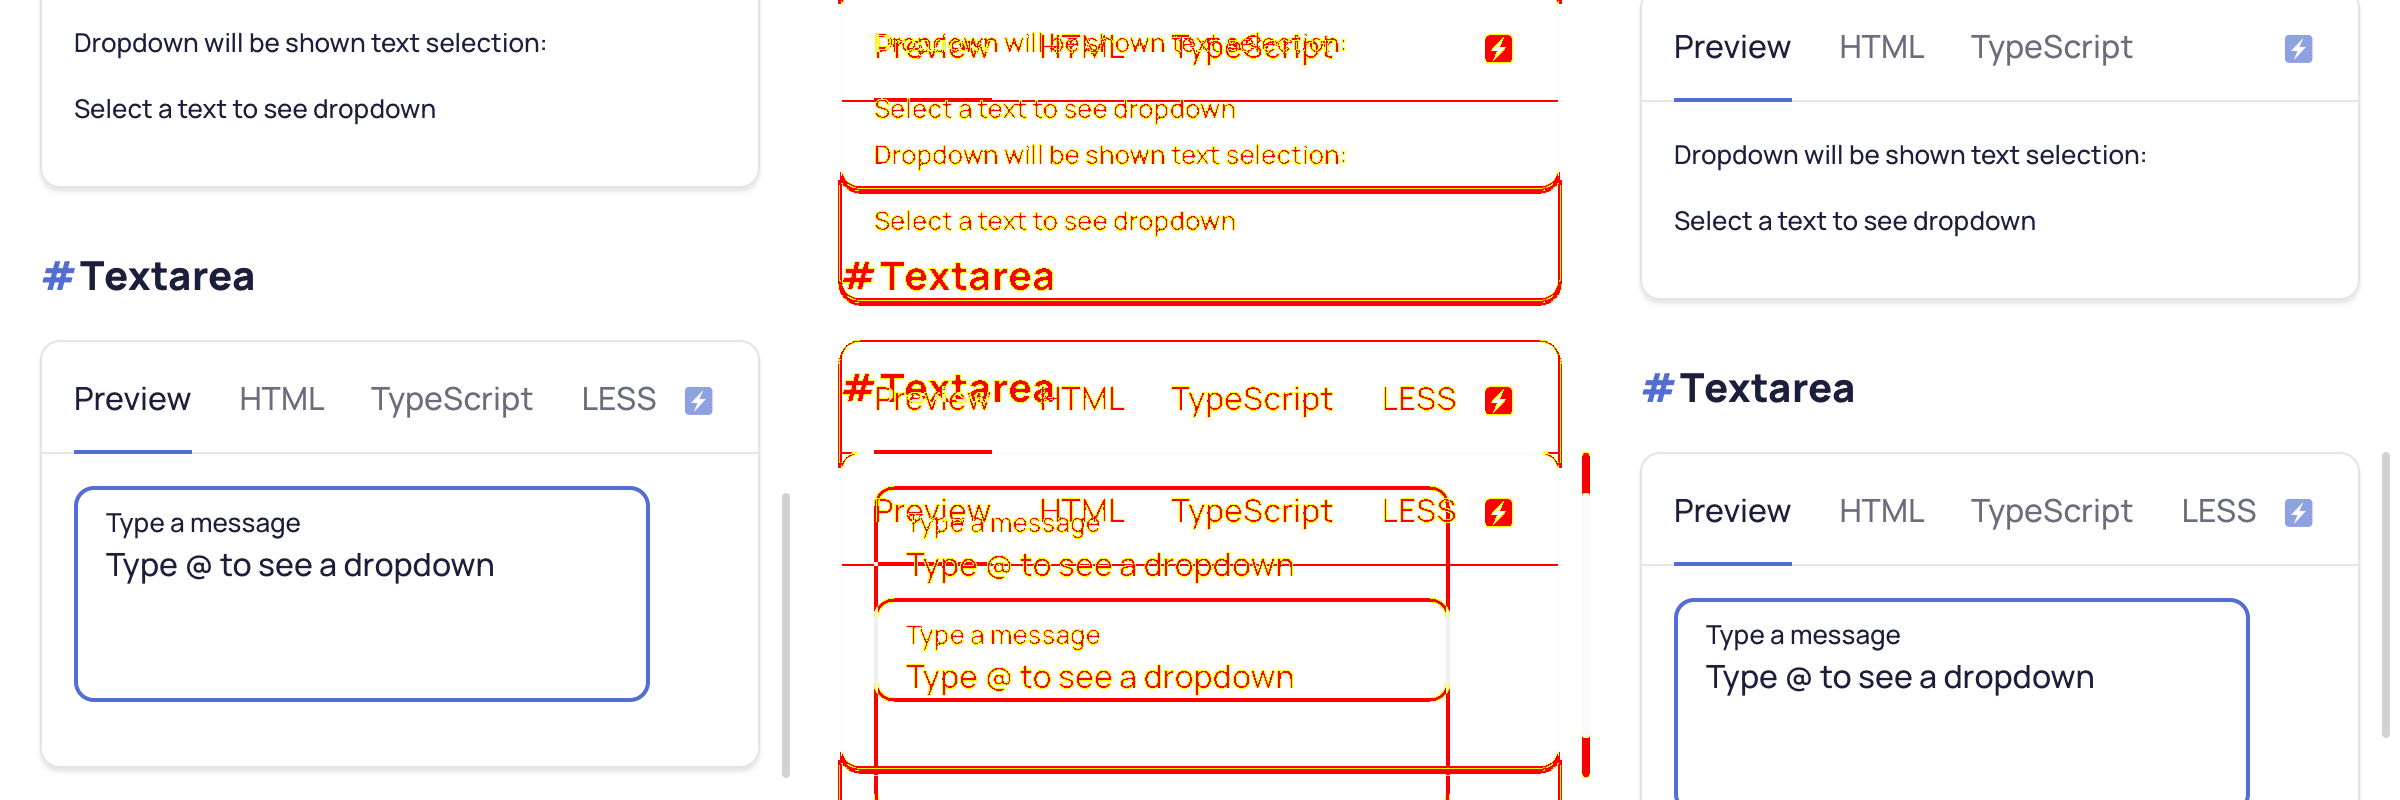 Dropdown will be shown text selection:
Select a text to see dropdown
# Textarea
Preview HTML TypeScript LESS
Type a message
Type @ to see a dropdown
Dropdown will be shown text selection:
Preview HTML TypeScript
Select a text to see dropdown
Dropdown will be shown text selection:
Select a text to see dropdown
# Textarea
# Textarea
Preview HTML TypeScript LESS
Preview HTML TypeScript LESS
Type a message
Type @ to see a dropdown
Type a message
Type @ to see a dropdown
Preview HTML TypeScript
Dropdown will be shown text selection:
Select a text to see dropdown
# Textarea
Preview HTML TypeScript LESS
Type a message
Type @ to see a dropdown